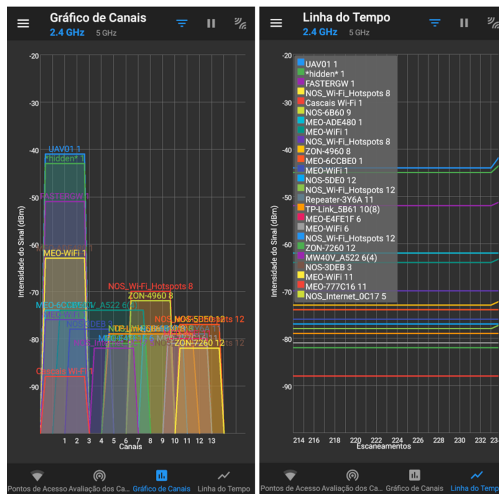 Gráfico de Canais
2.4 GHz 5 GHz
-20
-30
-40
-50
-60
-70
-80
-90
Intensidade do Sinal (dBm)
UAV01 1
*hidden* 1
MEO-WiFi 1
NOS_Wi-Fi_Hotspots 8
ZON-4960 8
MW40V_A522 6
NOS-5DE0 12
ZON-7260 12
Cascais Wi-Fi 1
1 2 3 4 5 6 7 8 9 10 11 12 13
Canais
Pontos de Acesso
Avaliação dos Ca...
Gráfico de Canais
Linha do Tempo
Linha do Tempo
2.4 GHz 5 GHz
-20
-30
-40
-50
-60
-70
-80
-90
Intensidade do Sinal (dBm)
UAV01 1
*hidden* 1
FASTERGW 1
NOS_Wi-Fi_Hotspots 8
Cascais Wi-Fi 1
NOS-6B60 9
MEO-ADE480 1
MEO-WiFi 1
NOS_Wi-Fi_Hotspots 8
ZON-4960 8
MEO-6CCBE0 1
MEO-WiFi 1
NOS-5DE0 12
NOS_Wi-Fi_Hotspots 12
Repeater-3Y6A 11
TP-Link_5B61 10(8)
MEO-E4FE1F 6
MEO-WiFi 6
NOS_Wi-Fi_Hotspots 12
ZON-7260 12
MW40V_A522 6(4)
NOS-3DEB 3
MEO-WiFi 11
MEO-777C16 11
NOS_Internet_0C17 5
214 216 218 220 222 224 226 228 230 232 23
Escaneamentos
Pontos de Acesso
Avaliação dos Ca...
Gráfico de Canais
Linha do Tempo